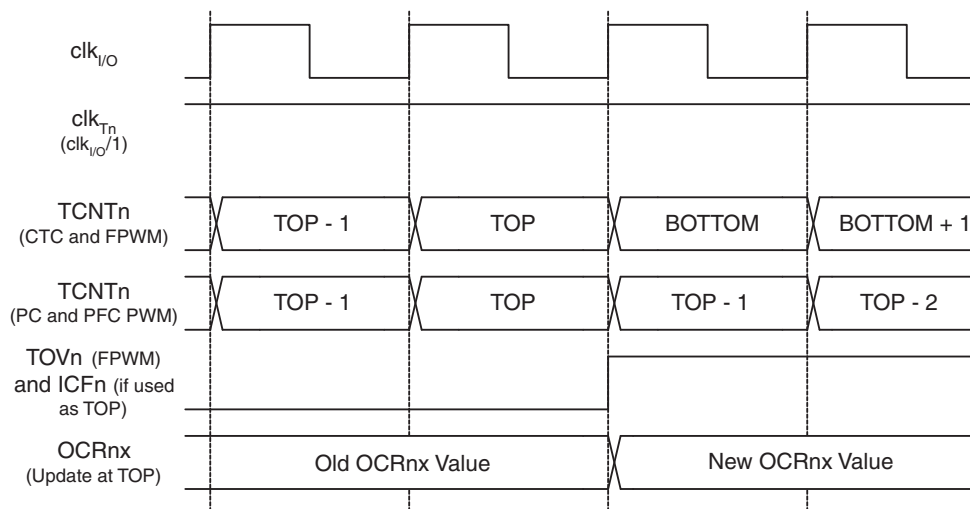 clkI/O
clkTn
(clkI/O/1)
TCNTn
(CTC and FPWM)
TOP - 1
TOP
BOTTOM
BOTTOM + 1
TCNTn
(PC and PFC PWM)
TOP - 1
TOP
TOP - 1
TOP - 2
TOVn (FPWM)
and ICFn (if used
as TOP)
OCRnx
(Update at TOP)
Old OCRnx Value
New OCRnx Value